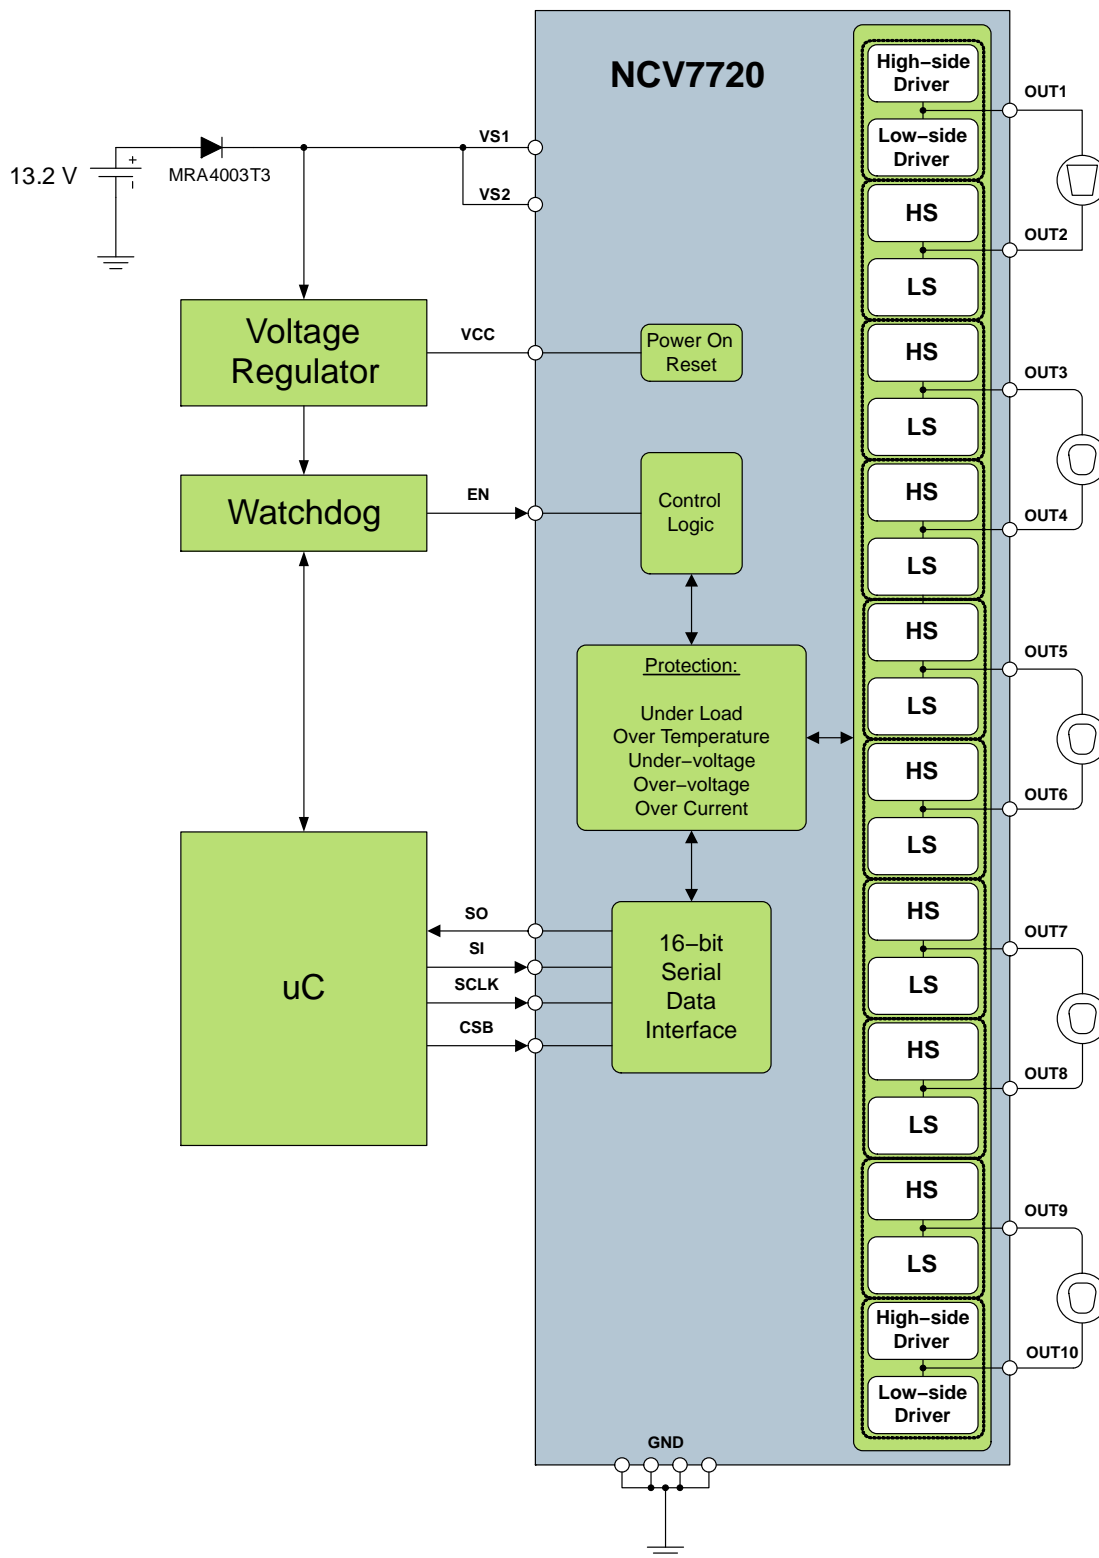 NCV7720
High−side
Driver
OUT1
Low−side
Driver
VS1
13.2 V
+
−
MRA4003T3
VS2
HS
OUT2
LS
Voltage
Regulator
VCC
Power On
Reset
HS
OUT3
LS
Watchdog
EN
Control
Logic
HS
OUT4
LS
HS
OUT5
LS
Protection:
Under Load
Over Temperature
Under−voltage
Over−voltage
Over Current
HS
OUT6
LS
uC
SO
SI
SCLK
CSB
16−bit
Serial
Data
Interface
HS
OUT7
LS
HS
OUT8
LS
HS
OUT9
LS
High−side
Driver
OUT10
Low−side
Driver
GND